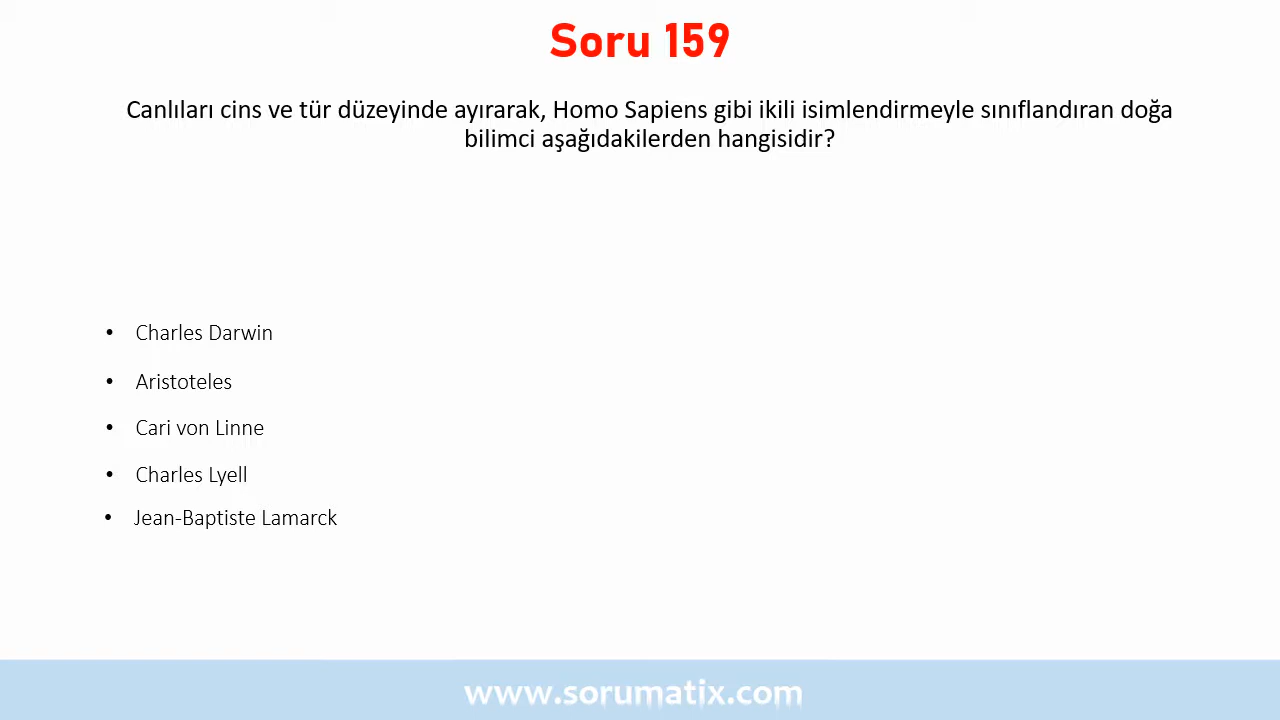 Soru 159
Canlıları cins ve tür düzeyinde ayırarak, Homo Sapiens gibi ikili isimlendirmeyle sınıflandıran doğa
bilimci aşağıdakilerden hangisidir?
• Charles Darwin
• Aristoteles
• Cari von Linne
• Charles Lyell
• Jean-Baptiste Lamarck
www.sorumatix.com